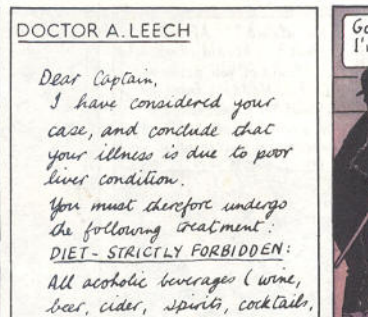 DOCTOR A. LEECH
Dear Captain,
I have considered your
case, and conclude that
your illness is due to poor
liver condition.
You must therefore undergo
the following treatment:
DIET - STRICTLY FORBIDDEN:
All acoholic beverages (wine,
beer, cider, spirits, cocktails,